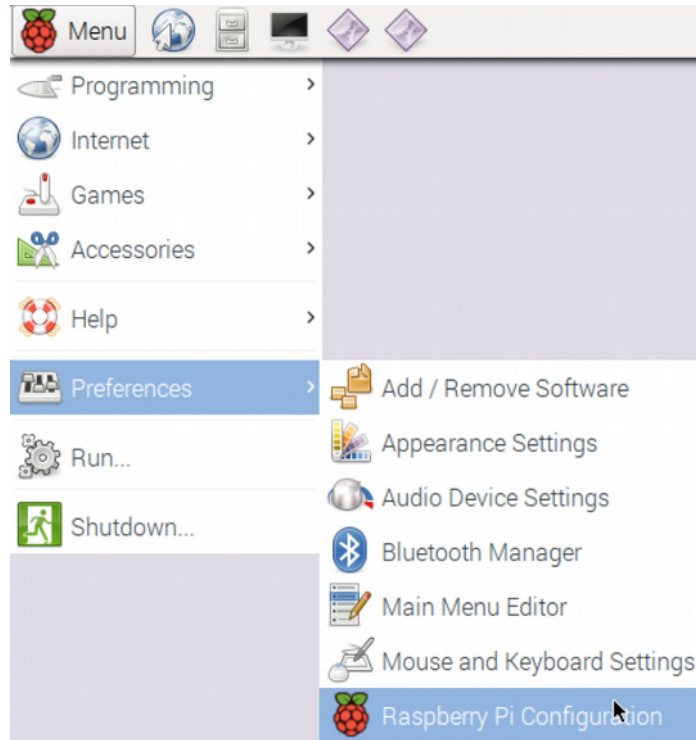 Menu
Programming
Internet
Games
Accessories
Help
Preferences
Run...
Shutdown...
Add / Remove Software
Appearance Settings
Audio Device Settings
Bluetooth Manager
Main Menu Editor
Mouse and Keyboard Settings
Raspberry Pi Configuration